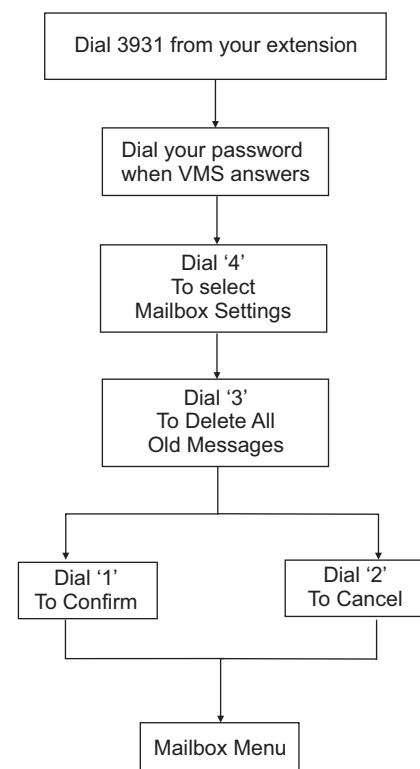 Dial 3931 from your extension
Dial your password
when VMS answers
Dial ‘4’
To select
Mailbox Settings
Dial ‘3’
To Delete All
Old Messages
Dial ‘1’
To Confirm
Dial ‘2’
To Cancel
Mailbox Menu